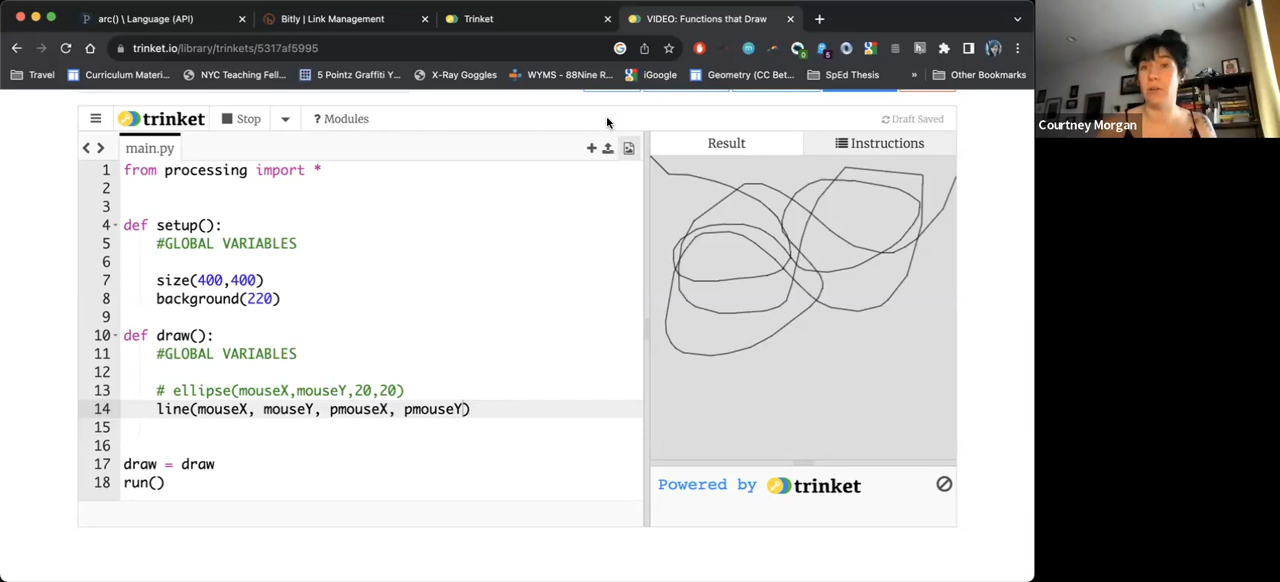 arc() \ Language (API)
Bitly | Link Management
Trinket
VIDEO: Functions that Draw
trinket.io/library/trinkets/5317af5995
Travel
Curriculum Materi...
NYC Teaching Fell...
5 Pointz Graffiti Y...
X-Ray Goggles
WYMS - 88Nine R...
iGoogle
Geometry (CC Bet...
SpEd Thesis
»
Other Bookmarks
Courtney Morgan
trinket
Stop
? Modules
Draft Saved
main.py
Result
Instructions
1 from processing import *
2
3
4 def setup():
5 #GLOBAL VARIABLES
6
7 size(400,400)
8 background(220)
9
10 def draw():
11 #GLOBAL VARIABLES
12
13 # ellipse(mouseX,mouseY,20,20)
14 line(mouseX, mouseY, pmouseX, pmouseY)
15
16
17 draw = draw
18 run()
Powered by trinket